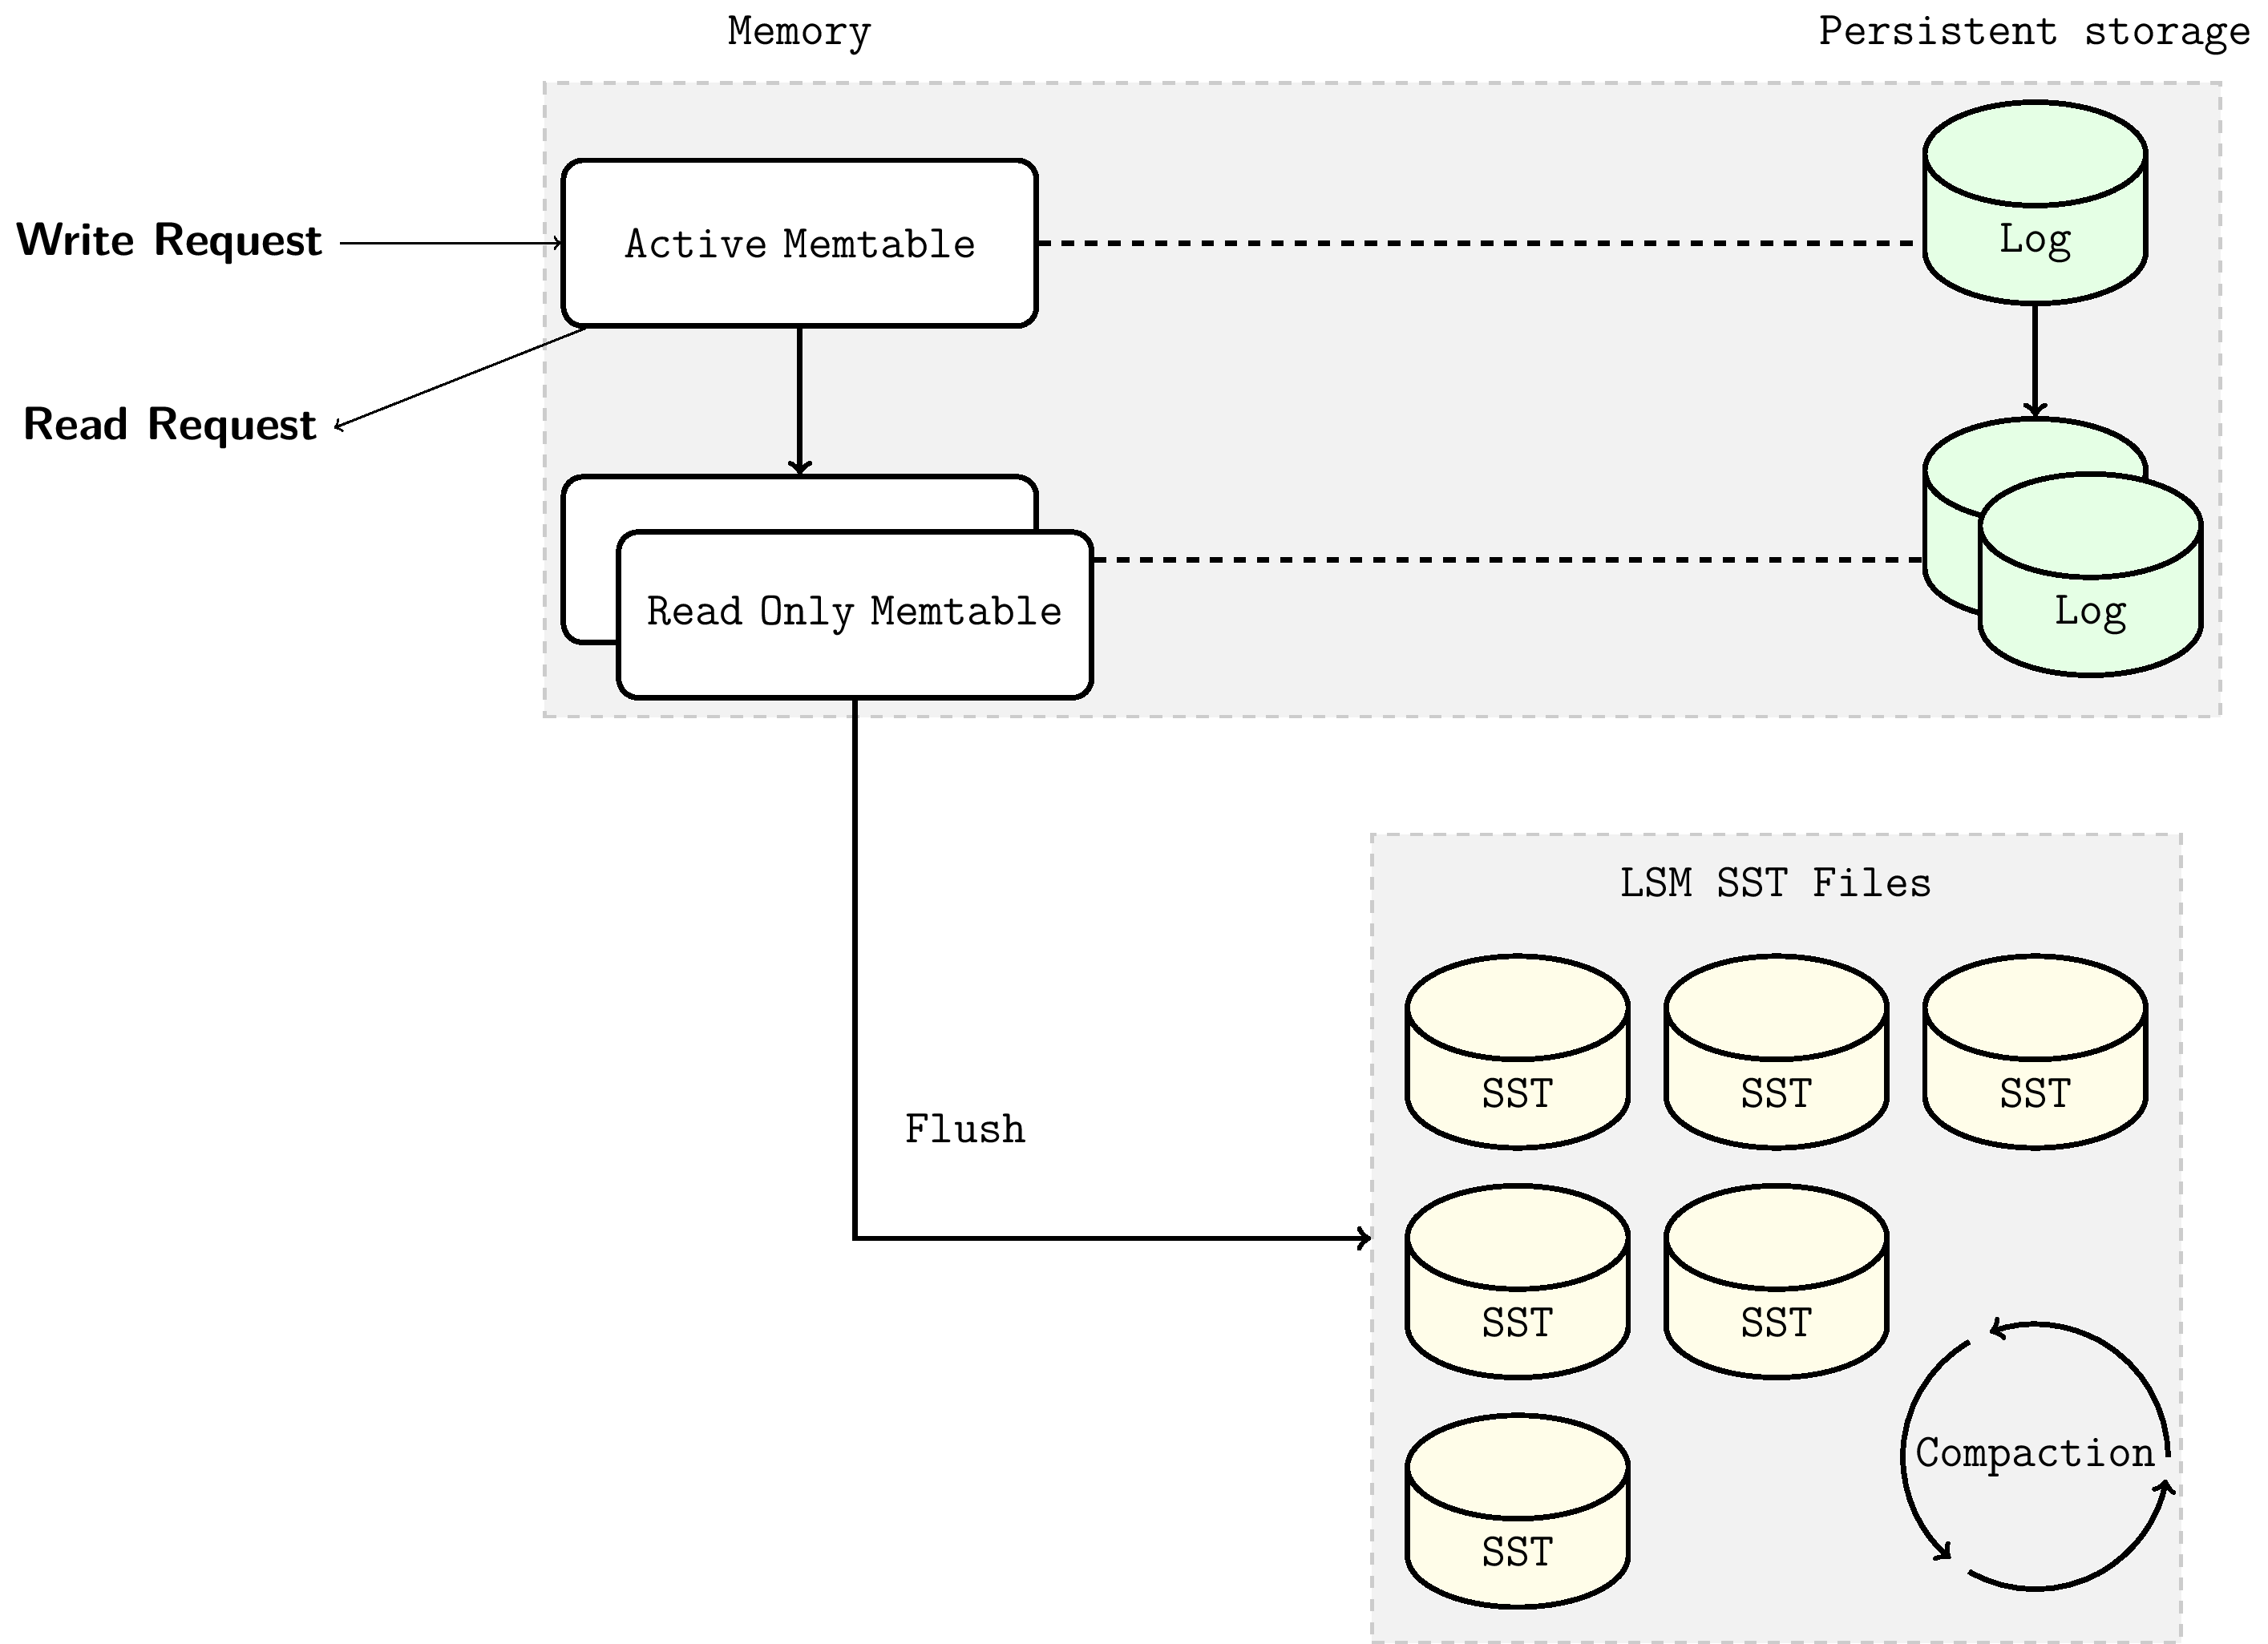 Memory
Persistent storage
Write Request
Active Memtable
Log
Read Request
Read Only Memtable
Log
LSM SST Files
SST
SST
SST
Flush
SST
SST
Compaction
SST